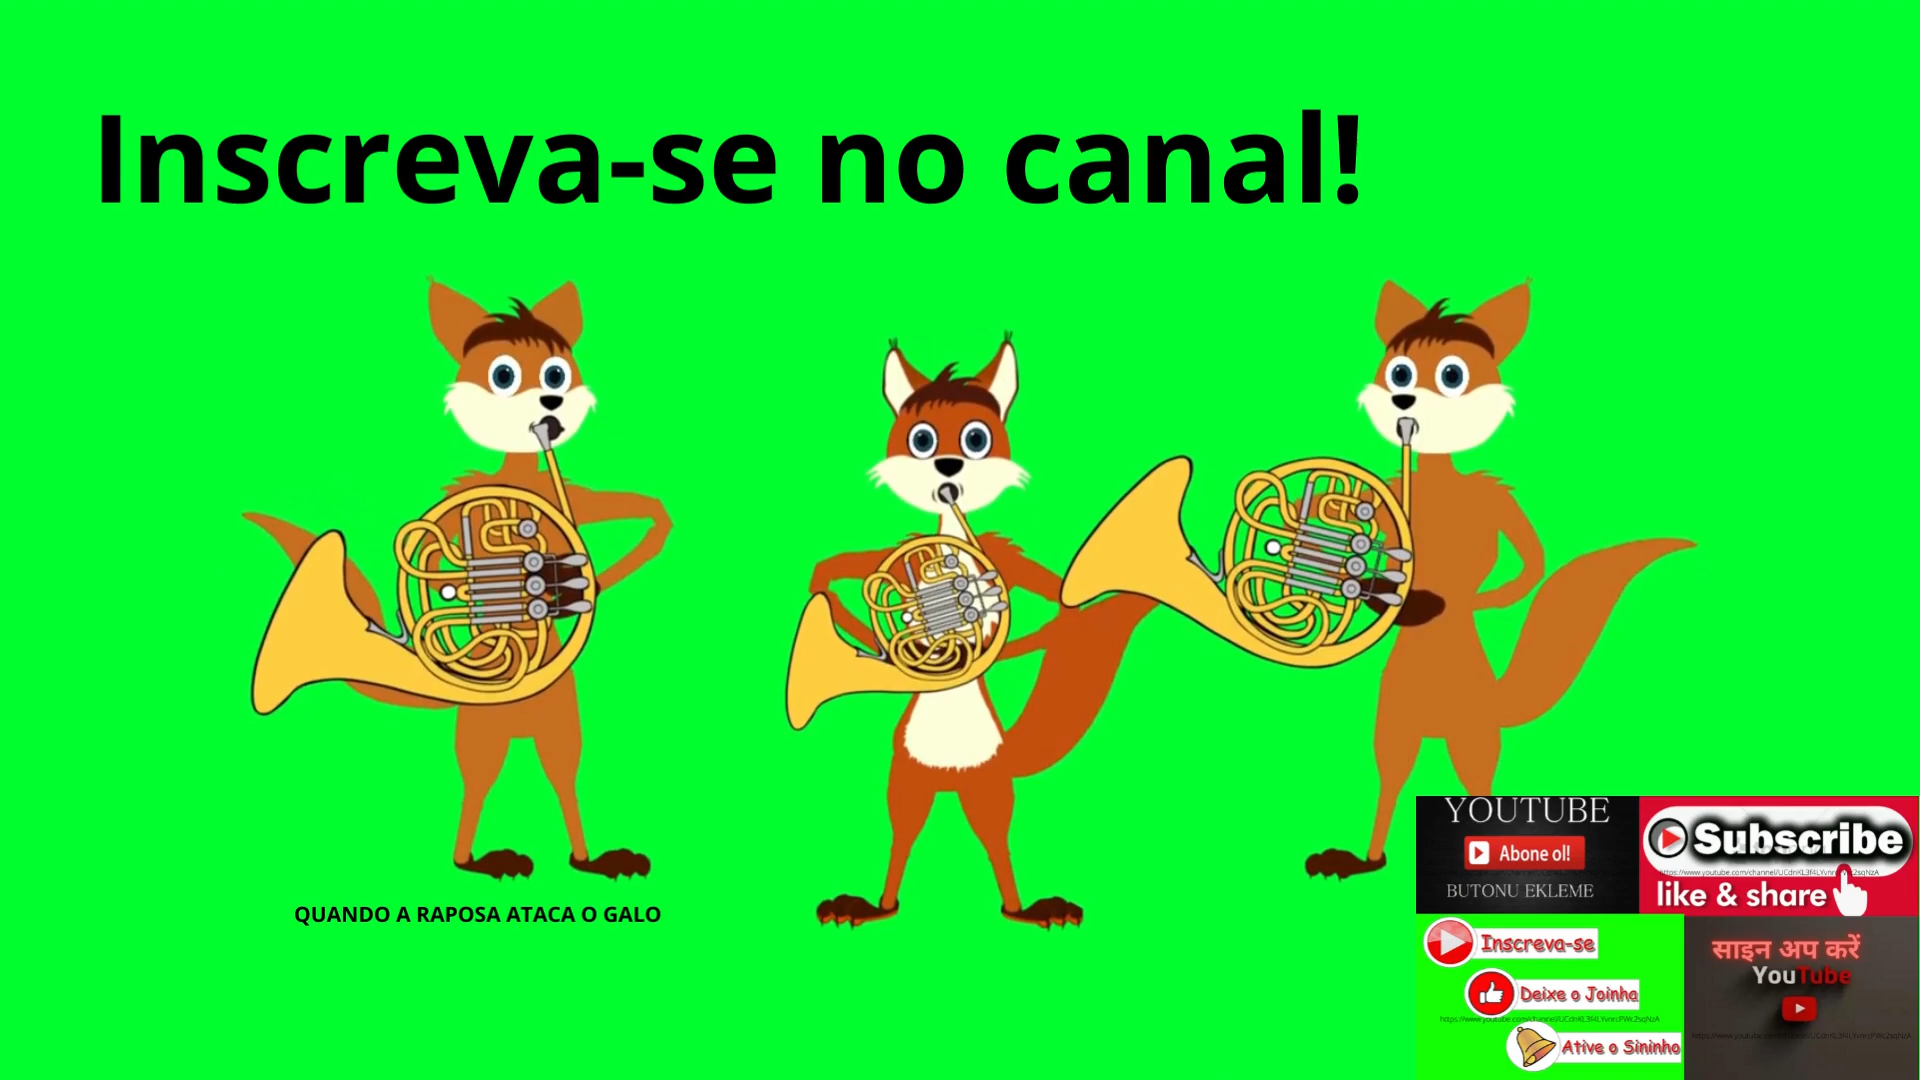 Inscreva-se no canal!
QUANDO A RAPOSA ATACA O GALO
YOUTUBE
Abone ol!
BUTONU EKLEME
Subscribe
like & share
Inscreva-se
Deixe o Joinha
Ative o Sininho
साइन अप करें
YouTube